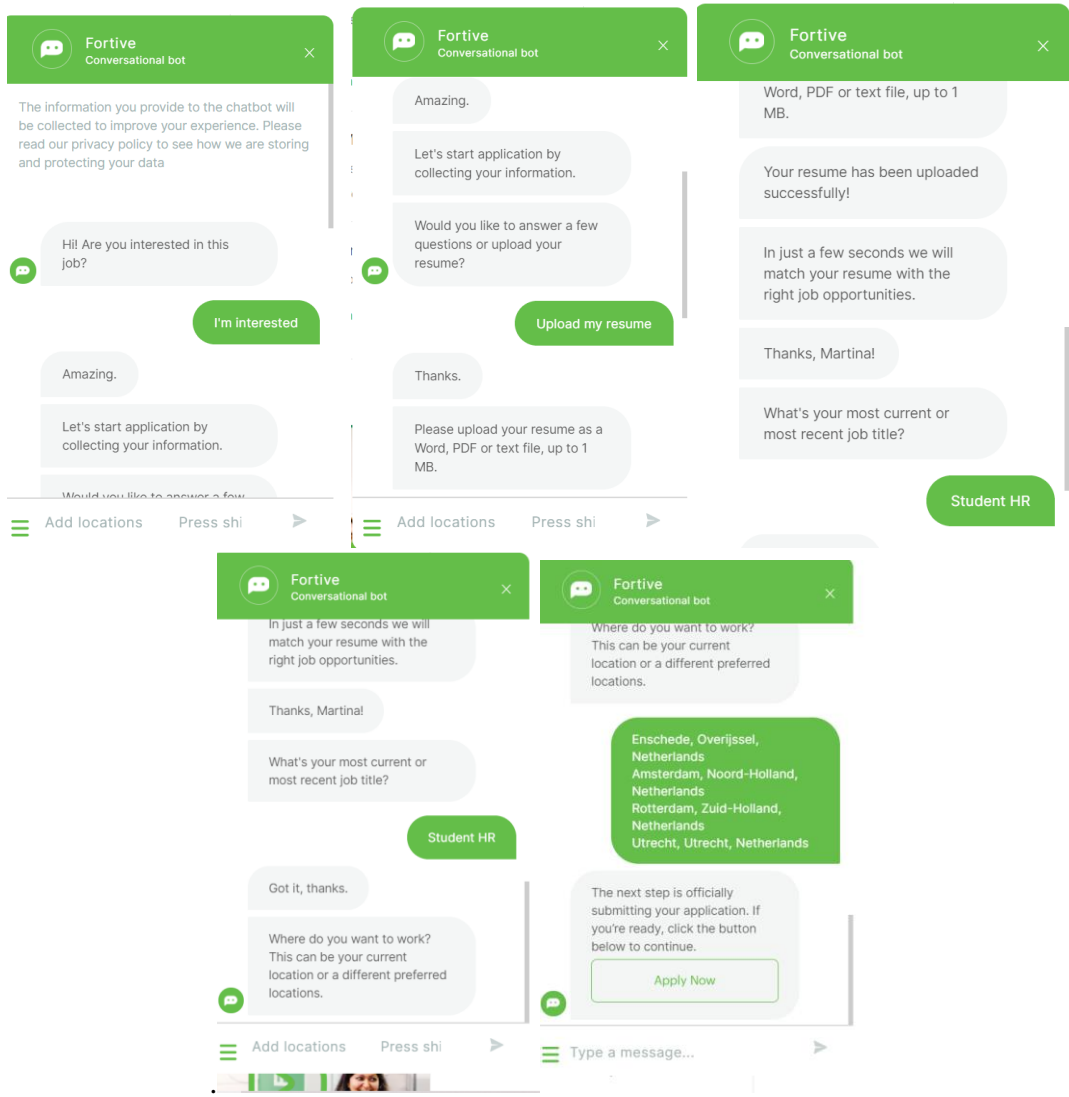 Fortive
Conversational bot
The information you provide to the chatbot will
be collected to improve your experience. Please
read our privacy policy to see how we are storing
and protecting your data
Hi! Are you interested in this
job?
I'm interested
Amazing.
Let's start application by
collecting your information.
Would you like to answer a few
Add locations Press shi
Fortive
Conversational bot
Amazing.
Let's start application by
collecting your information.
Would you like to answer a few
questions or upload your
resume?
Upload my resume
Thanks.
Please upload your resume as a
Word, PDF or text file, up to 1
MB.
Add locations Press shi
Fortive
Conversational bot
Word, PDF or text file, up to 1
MB.
Your resume has been uploaded
successfully!
In just a few seconds we will
match your resume with the
right job opportunities.
Thanks, Martina!
What's your most current or
most recent job title?
Student HR
Fortive
Conversational bot
In just a few seconds we will
match your resume with the
right job opportunities.
Thanks, Martina!
What's your most current or
most recent job title?
Student HR
Got it, thanks.
Where do you want to work?
This can be your current
location or a different preferred
locations.
Add locations Press shi
Fortive
Conversational bot
Where do you want to work?
This can be your current
location or a different preferred
locations.
Enschede, Overijssel,
Netherlands
Amsterdam, Noord-Holland,
Netherlands
Rotterdam, Zuid-Holland,
Netherlands
Utrecht, Utrecht, Netherlands
The next step is officially
submitting your application. If
you're ready, click the button
below to continue.
Apply Now
Type a message...